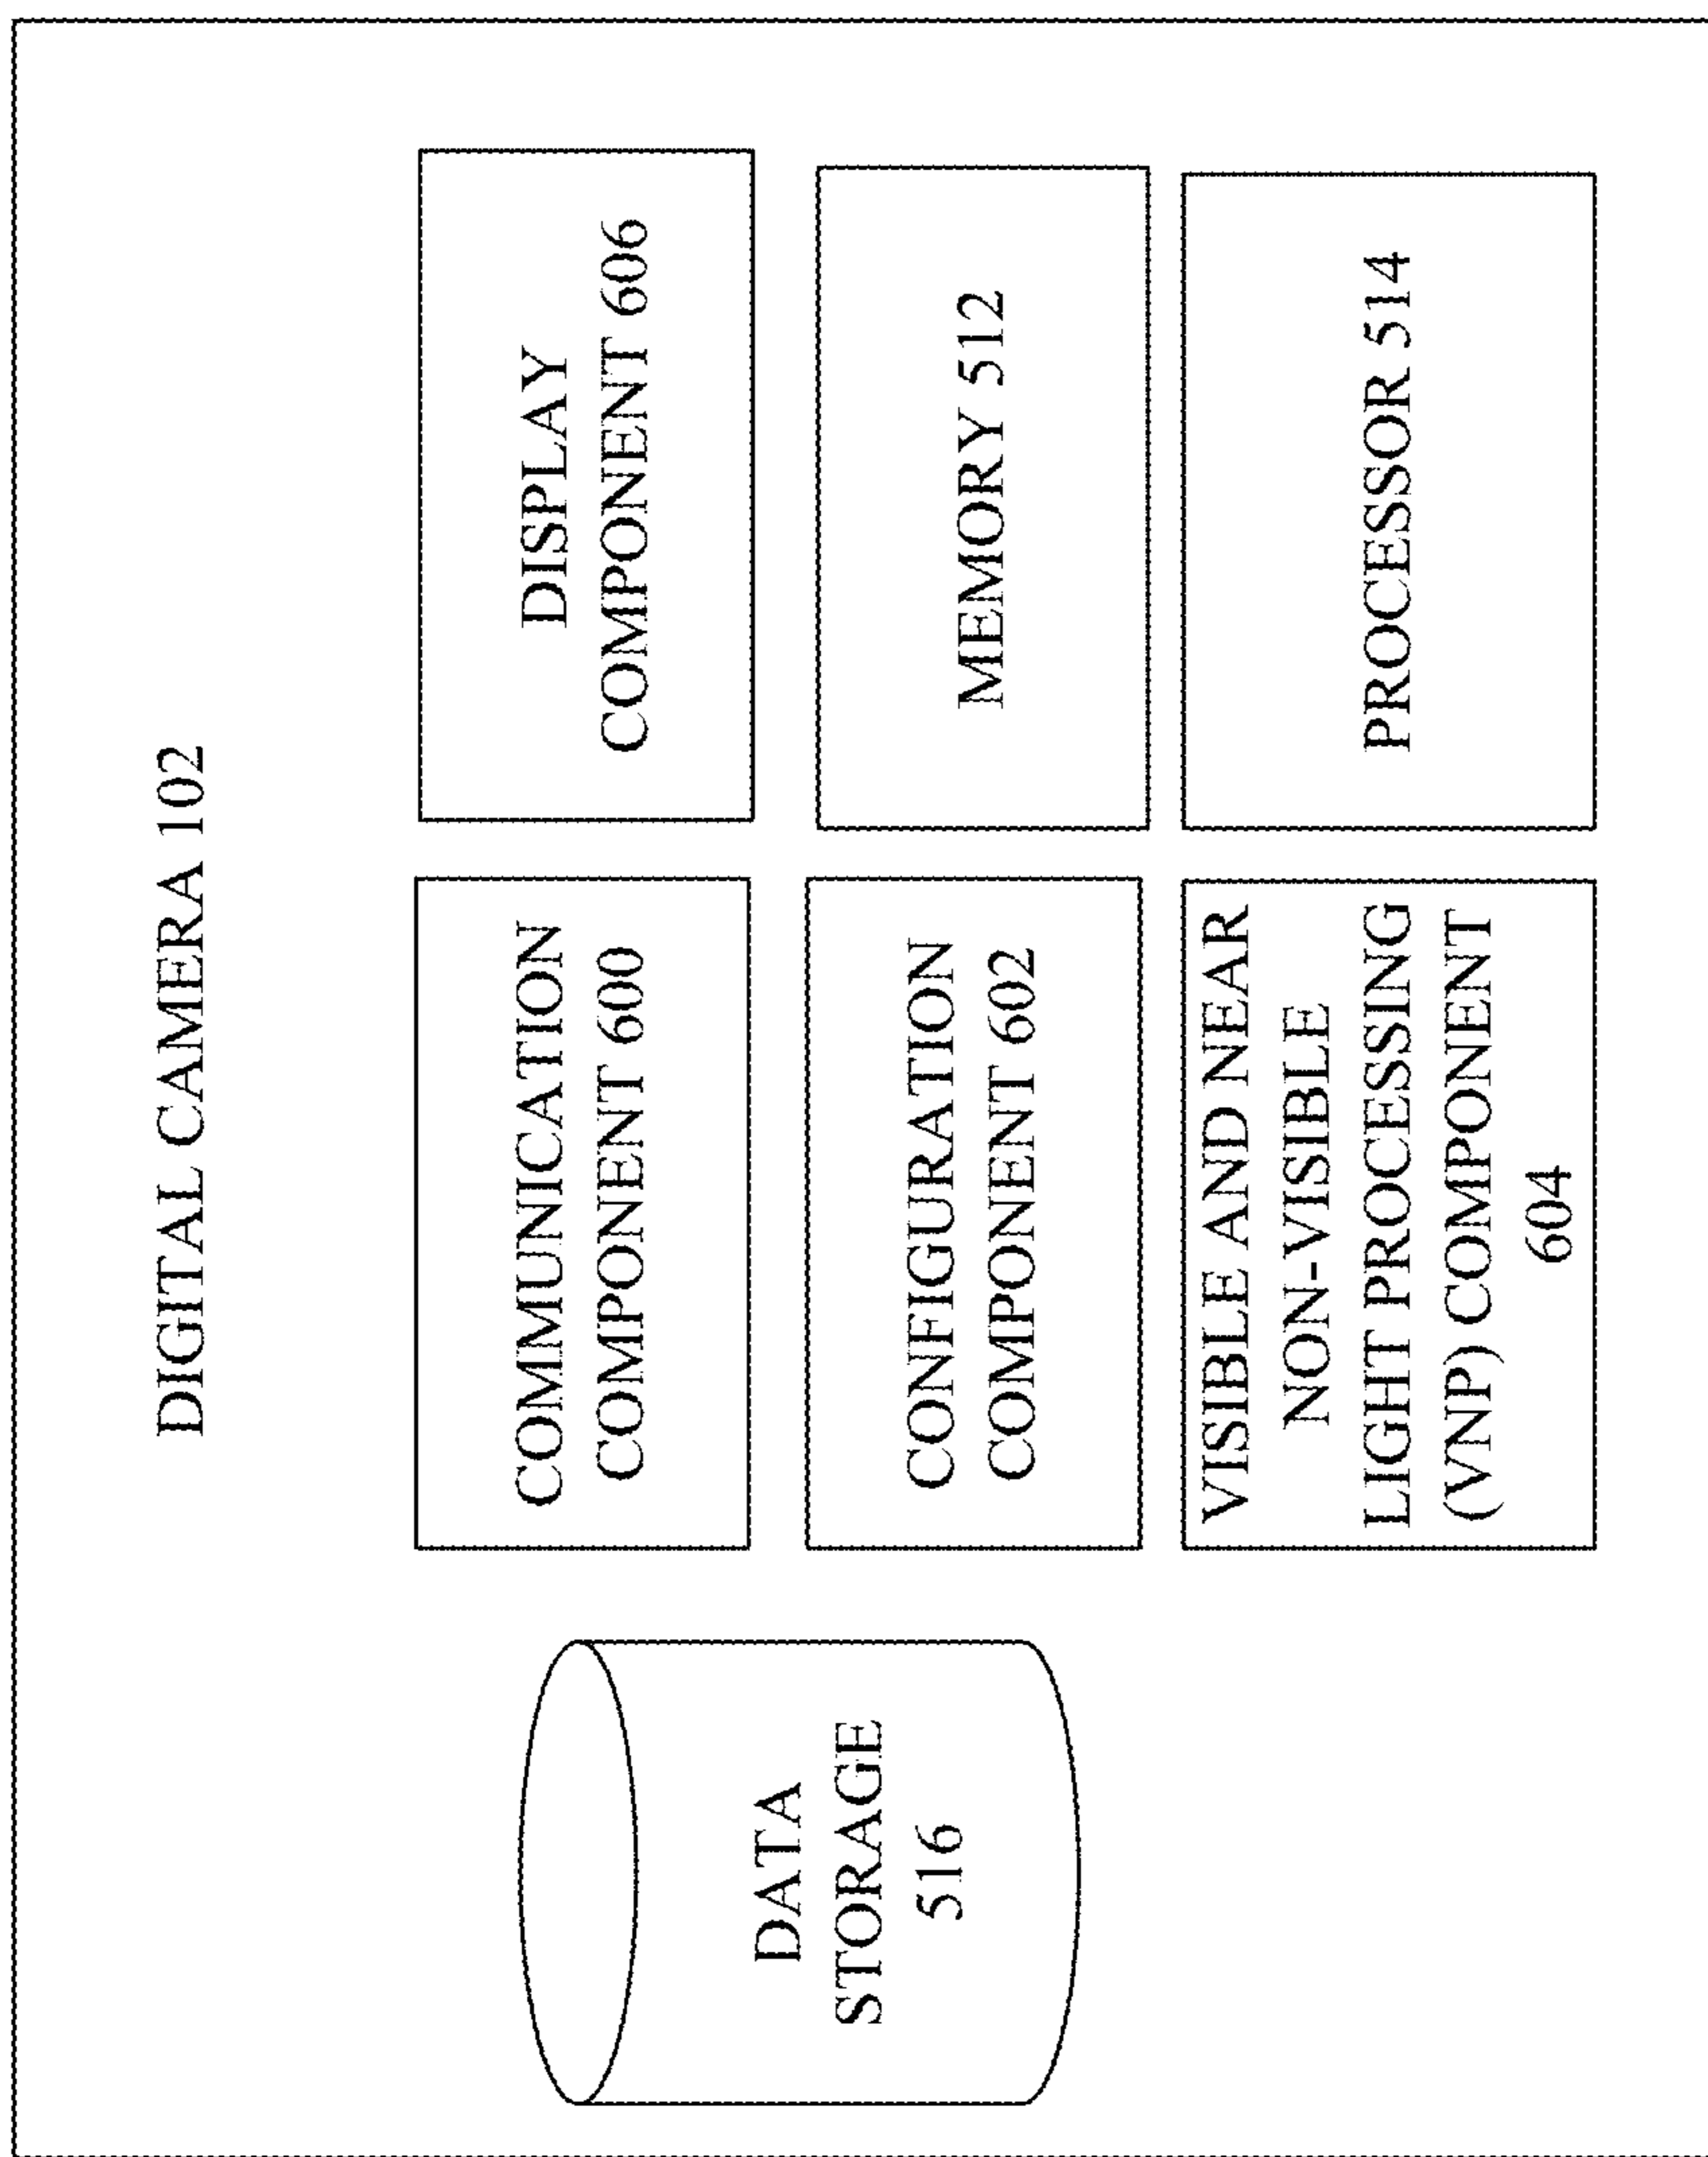 DIGITAL CAMERA 102
DATA
STORAGE
516
COMMUNICATION
COMPONENT 600
DISPLAY
COMPONENT 606
CONFIGURATION
COMPONENT 602
MEMORY 512
VISIBLE AND NEAR
NON-VISIBLE
LIGHT PROCESSING
(VNP) COMPONENT
604
PROCESSOR 514